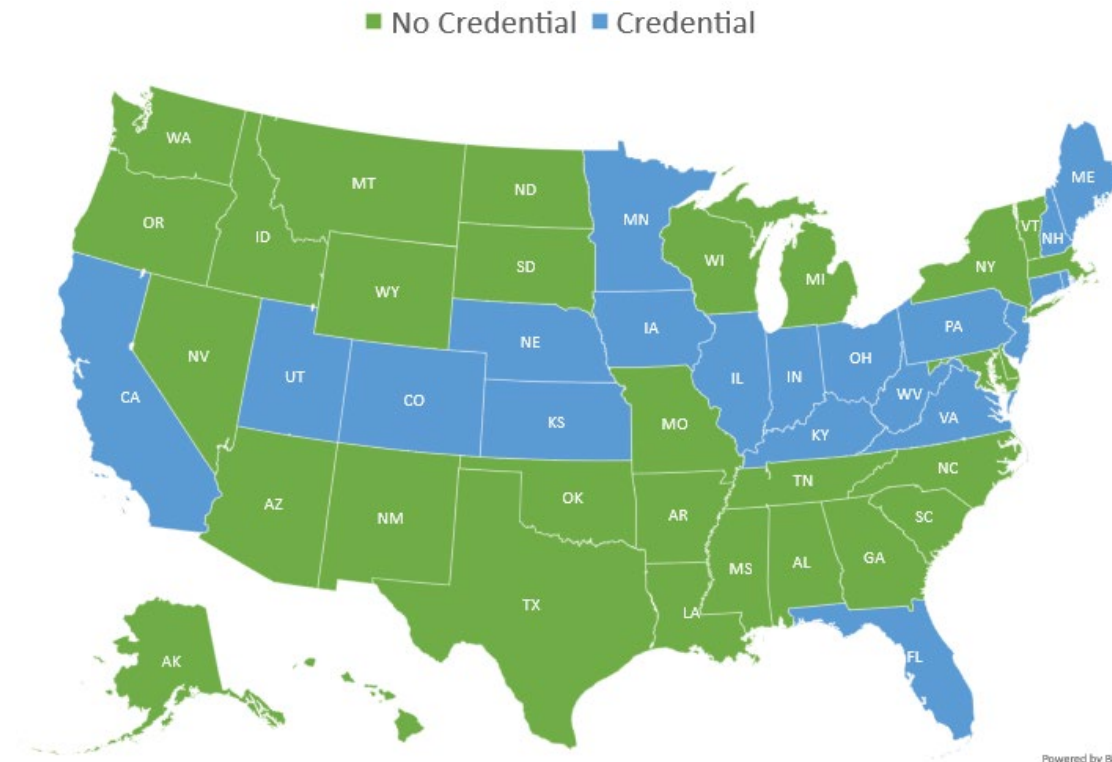 No Credential Credential
WA
MT
ND
MN
ME
OR
ID
SD
WI
VT
NH
WY
MI
NY
NV
NE
IA
PA
UT
CO
IL
IN
OH
CA
KS
MO
KY
WV
VA
AZ
NM
OK
AR
TN
NC
SC
TX
LA
MS
AL
GA
AK
FL
Powered by B